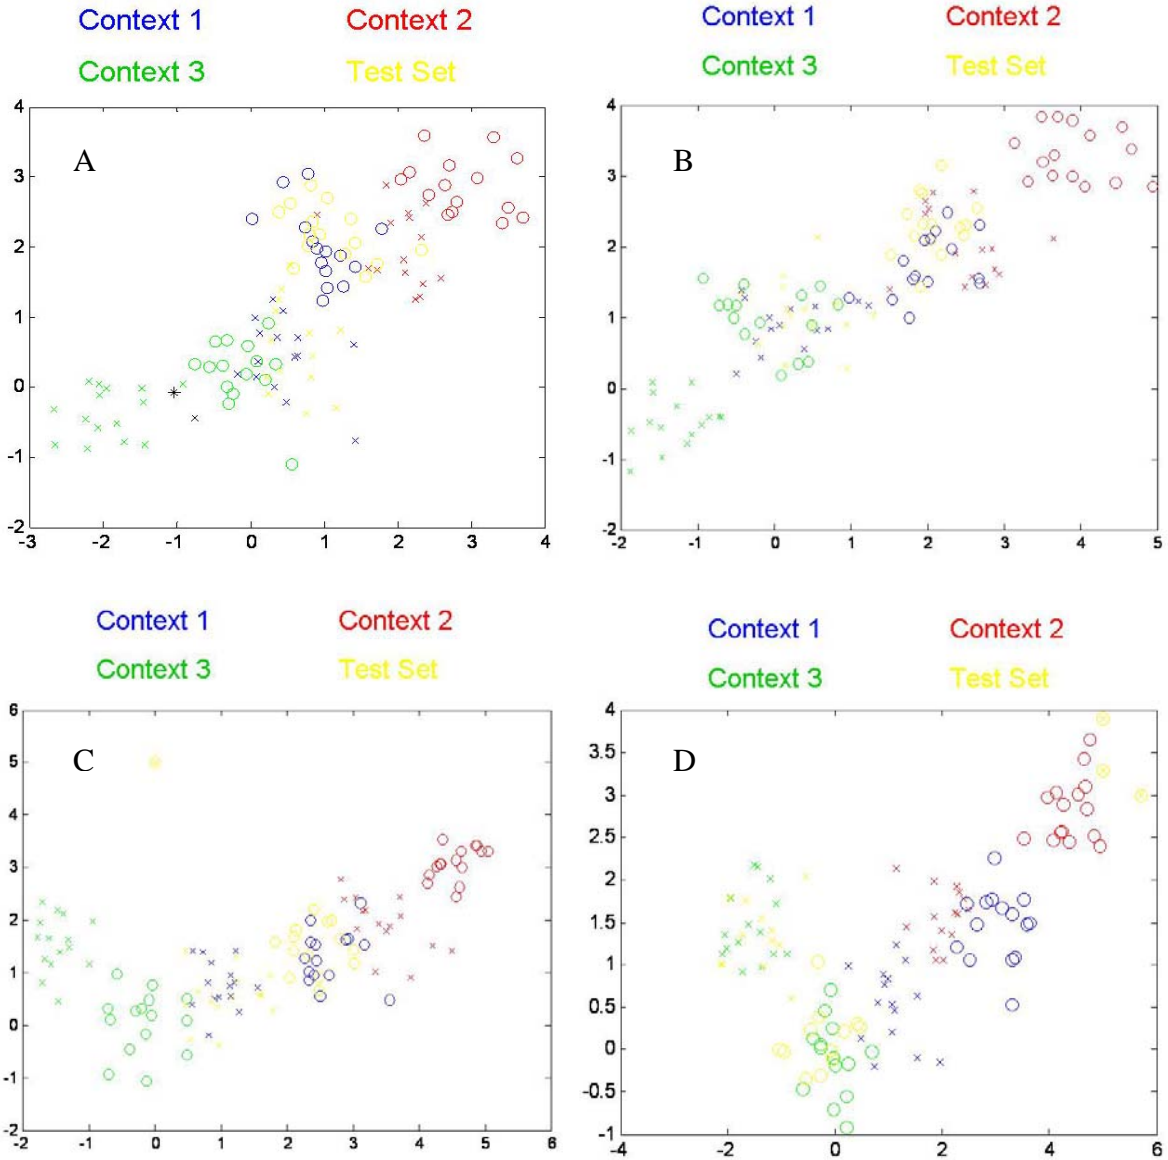 Context 1 Context 2
Context 3 Test Set
A
4
3
2
1
0
-1
-2
-3 -2 -1 0 1 2 3 4
Context 1 Context 2
Context 3 Test Set
B
4
3
2
1
0
-1
-2
-2 -1 0 1 2 3 4 5
Context 1 Context 2
Context 3 Test Set
C
6
5
4
3
2
1
0
-1
-2
-2 -1 0 1 2 3 4 5 6
Context 1 Context 2
Context 3 Test Set
D
4
3.5
3
2.5
2
1.5
1
0.5
0
-0.5
-1
-4 -2 0 2 4 6